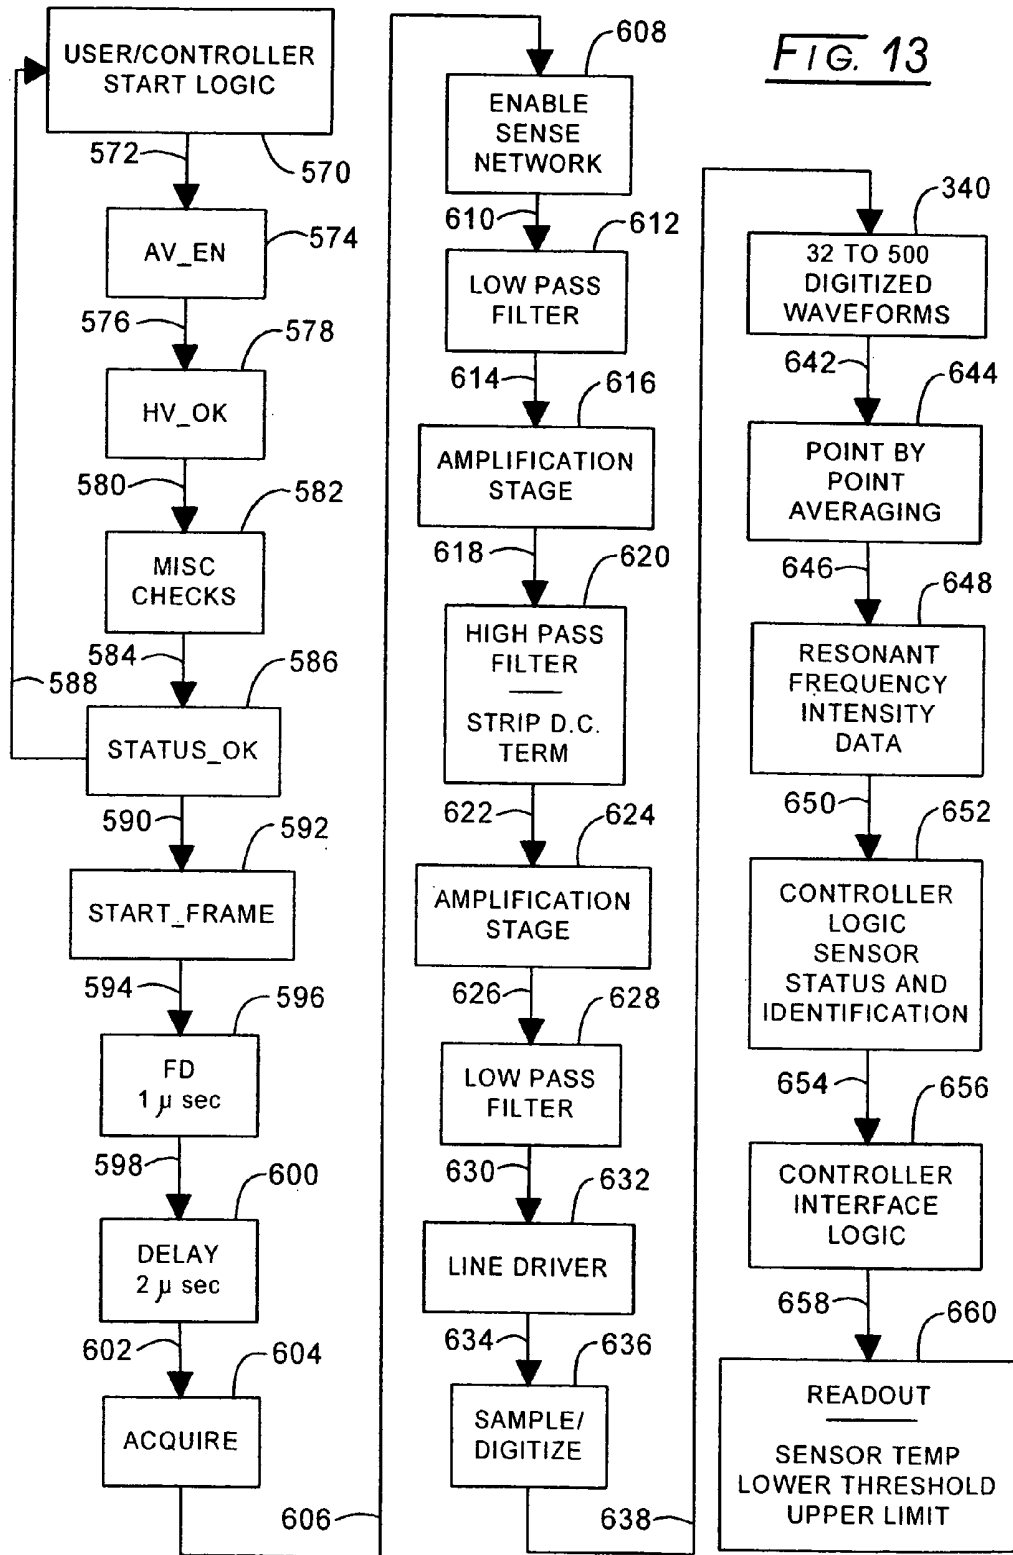 FIG. 13
USER/CONTROLLER
START LOGIC
570
572
AV_EN
574
576
578
HV_OK
580
582
MISC
CHECKS
584
586
588
STATUS_OK
590
592
START_FRAME
594
596
FD
1 µ sec
598
600
DELAY
2 µ sec
602
604
ACQUIRE
606
608
ENABLE
SENSE
NETWORK
610
612
LOW PASS
FILTER
614
616
AMPLIFICATION
STAGE
618
620
HIGH PASS
FILTER
STRIP D.C.
TERM
622
624
AMPLIFICATION
STAGE
626
628
LOW PASS
FILTER
630
632
LINE DRIVER
634
636
SAMPLE/
DIGITIZE
638
340
32 TO 500
DIGITIZED
WAVEFORMS
642
644
POINT BY
POINT
AVERAGING
646
648
RESONANT
FREQUENCY
INTENSITY
DATA
650
652
CONTROLLER
LOGIC
SENSOR
STATUS AND
IDENTIFICATION
654
656
CONTROLLER
INTERFACE
LOGIC
658
660
READOUT
SENSOR TEMP
LOWER THRESHOLD
UPPER LIMIT